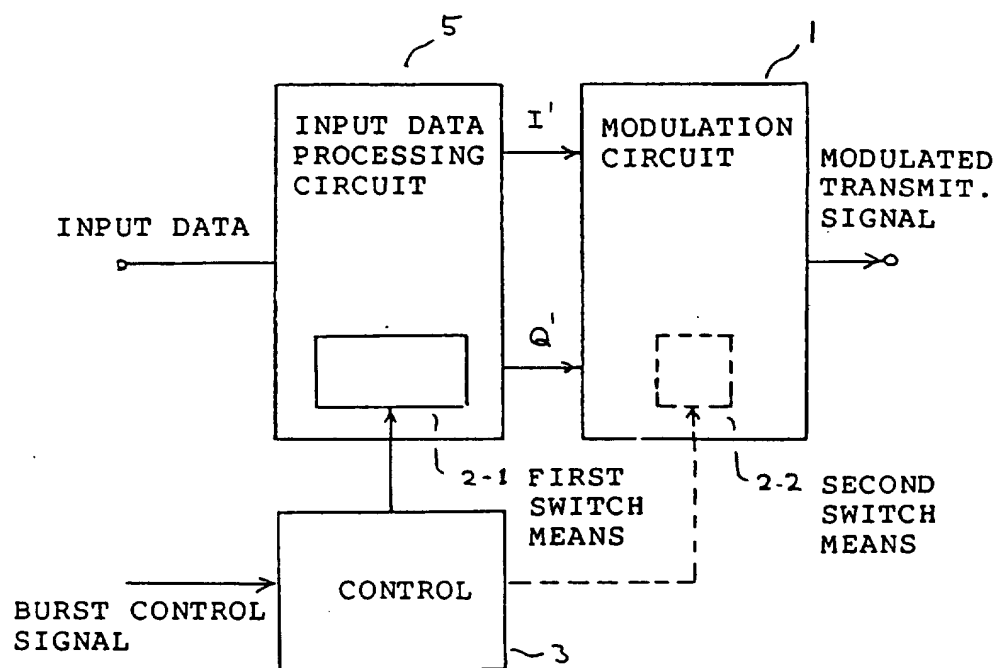 5
1
INPUT DATA
PROCESSING
CIRCUIT
I'
MODULATION
CIRCUIT
MODULATED
TRANSMIT.
SIGNAL
INPUT DATA
Q'
2-1 FIRST
SWITCH
MEANS
2-2 SECOND
SWITCH
MEANS
CONTROL
BURST CONTROL
SIGNAL
3